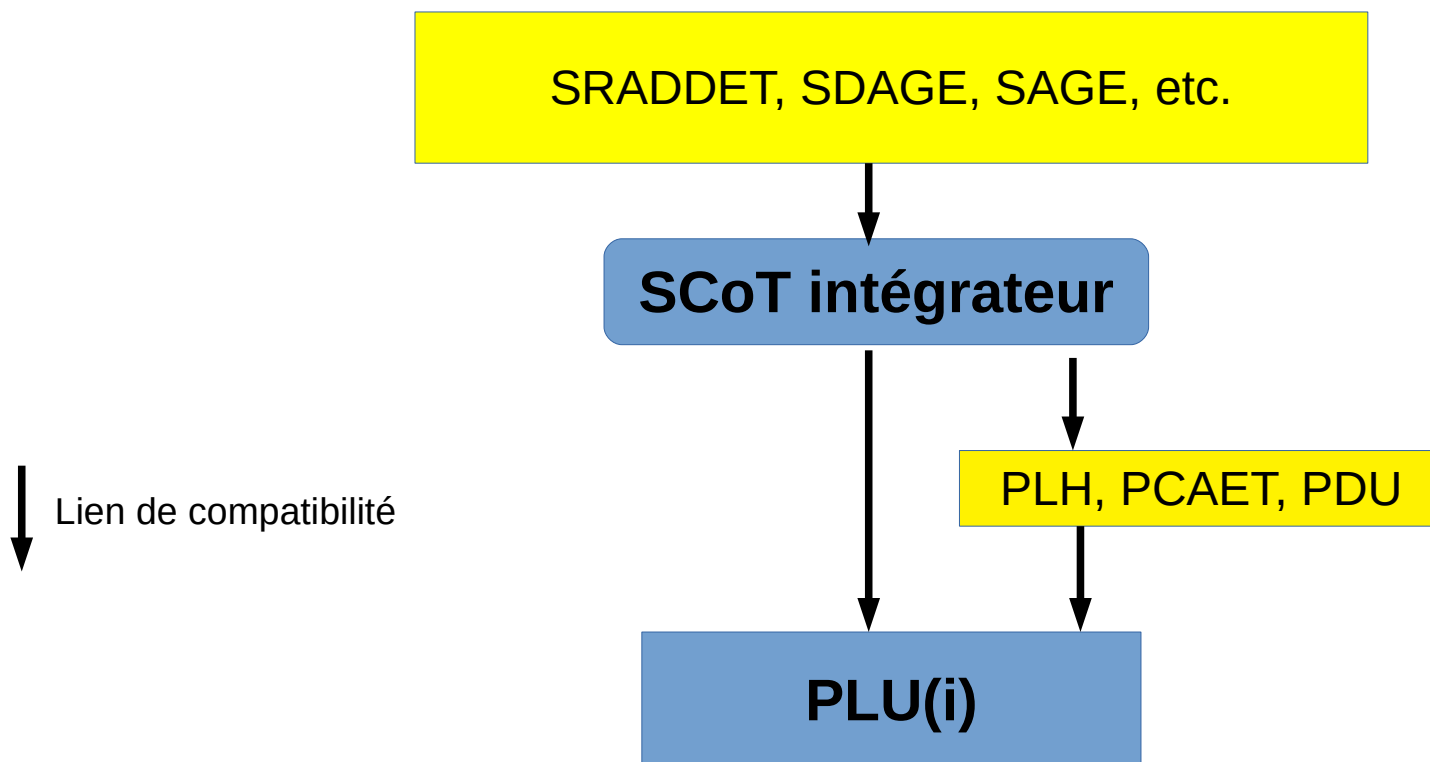 SRADDET, SDAGE, SAGE, etc.
SCoT intégrateur
PLH, PCAET, PDU
Lien de compatibilité
PLU(i)